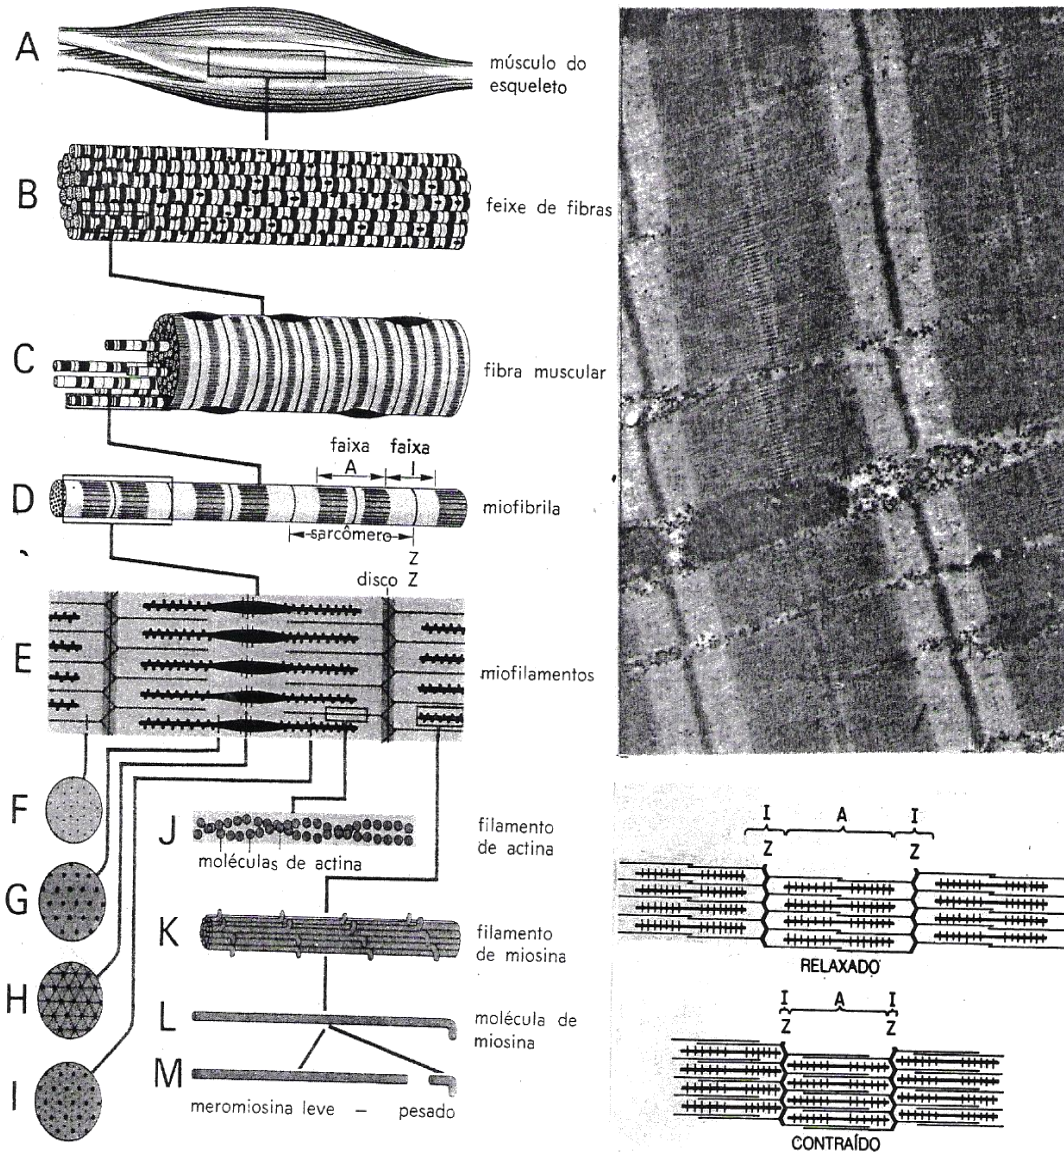 A
músculo do
esqueleto
B
feixe de fibras
C
fibra muscular
faixa
A
faixa
I
D
miofibrila
sarcômero
Z
disco Z
E
miofilamentos
F
J
filamento
de actina
moléculas de actina
G
K
filamento
de miosina
H
L
molécula de
miosina
M
I
meromiosina leve – pesado
I A I
Z Z
RELAXADO
I A I
Z Z
CONTRAÍDO